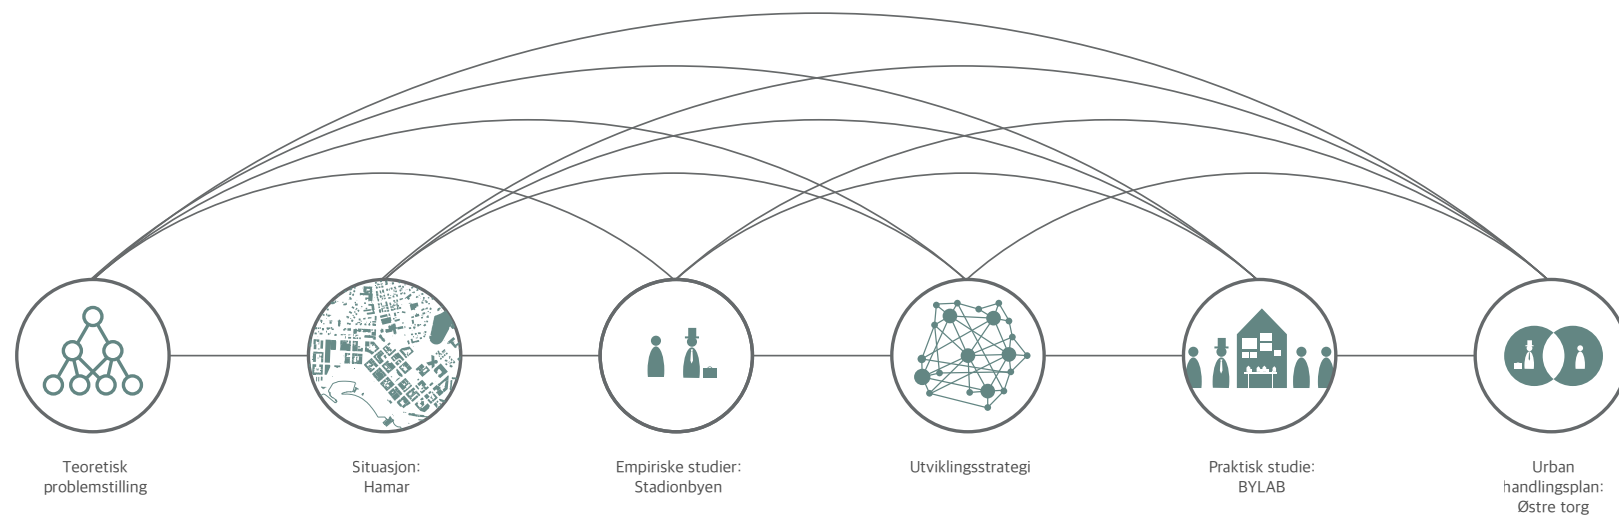 Teoretisk
problemstilling
Situasjon:
Hamar
Empiriske studier:
Stadionbyen
Utviklingsstrategi
Praktisk studie:
BYLAB
Urban
handlingsplan:
Østre torg